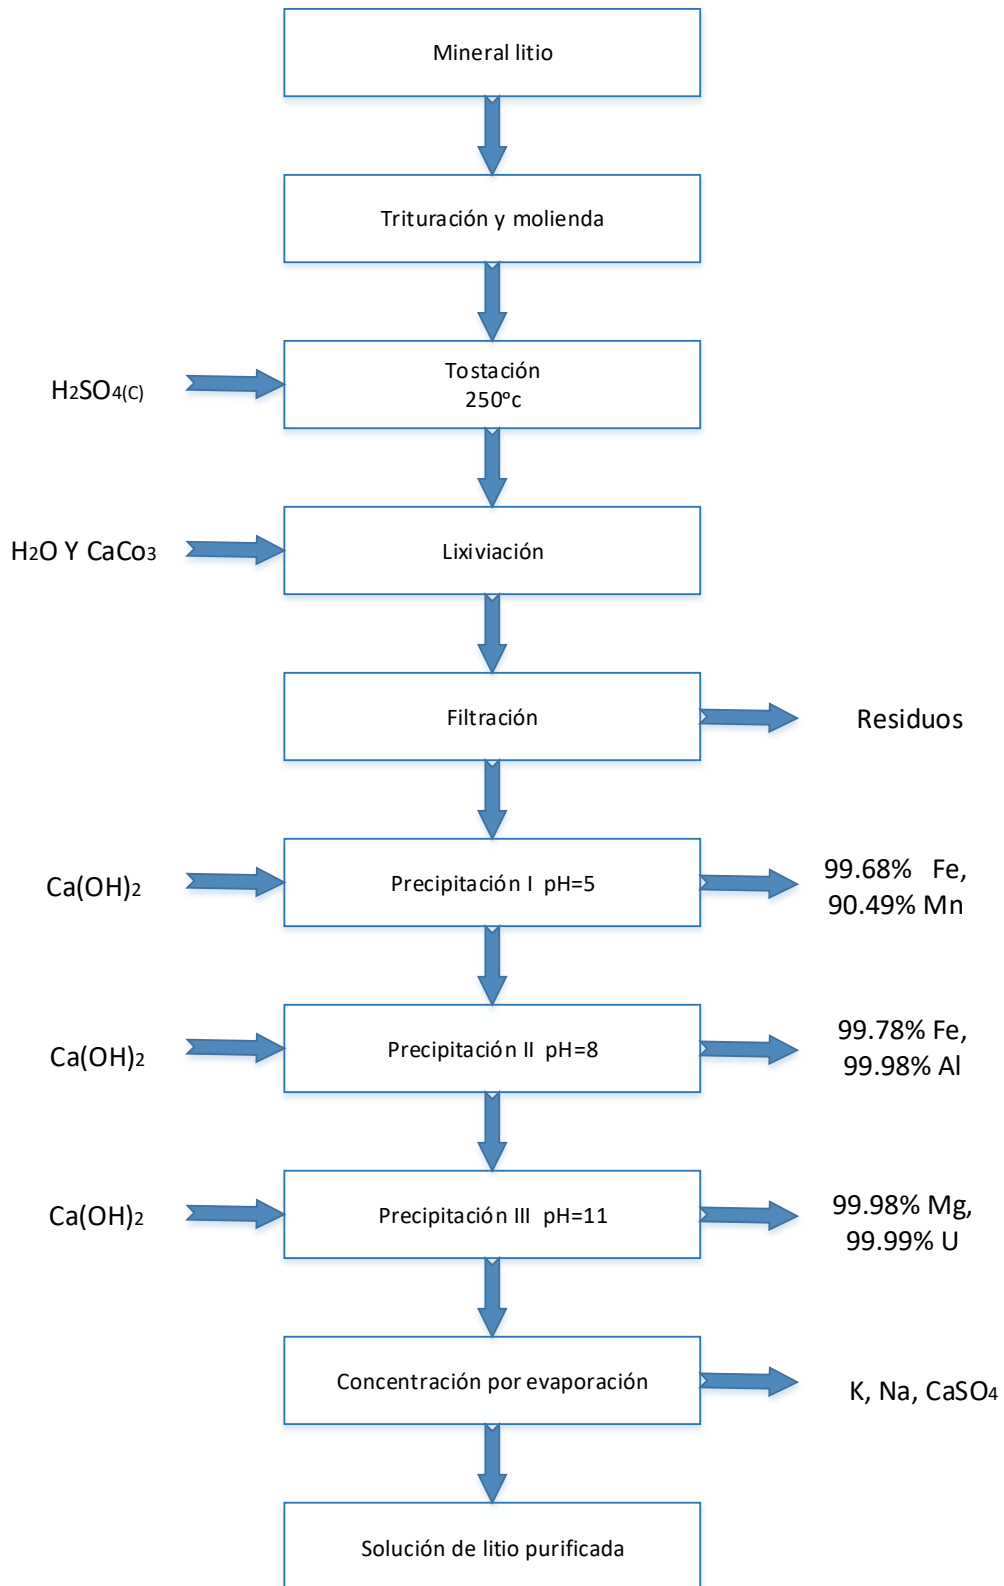 Mineral litio
Trituración y molienda
H2SO4(C)
Tostación
250ºc
H2O Y CaCo3
Lixiviación
Filtración
Residuos
Ca(OH)2
Precipitación I pH=5
99.68% Fe,
90.49% Mn
Ca(OH)2
Precipitación II pH=8
99.78% Fe,
99.98% Al
Ca(OH)2
Precipitación III pH=11
99.98% Mg,
99.99% U
Concentración por evaporación
K, Na, CaSO4
Solución de litio purificada